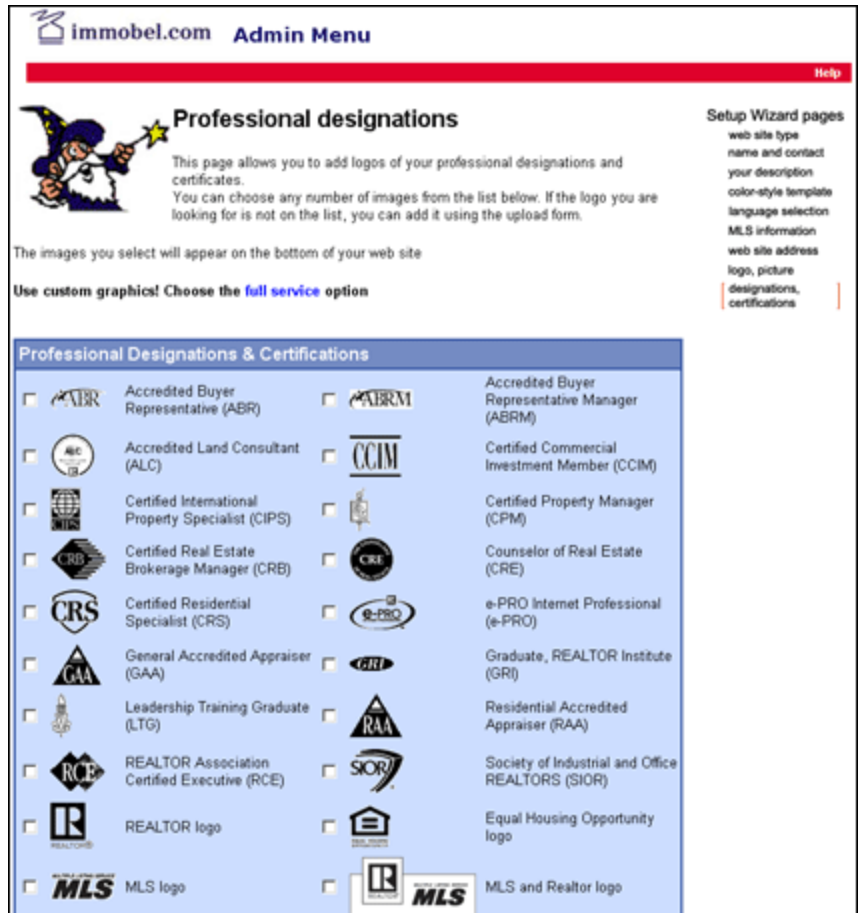 immobel.com Admin Menu
Help
Professional designations
This page allows you to add logos of your professional designations and
certificates.
You can choose any number of images from the list below. If the logo you are
looking for is not on the list, you can add it using the upload form.
The images you select will appear on the bottom of your web site
Use custom graphics! Choose the full service option
Setup Wizard pages
web site type
name and contact
your description
color-style template
language selection
MLS information
web site address
logo, picture
designations,
certifications
Professional Designations & Certifications
ABR
Accredited Buyer
Representative (ABR)
ABRM
Accredited Buyer
Representative Manager
(ABRM)
ALC
Accredited Land Consultant
(ALC)
CCIM
Certified Commercial
Investment Member (CCIM)
CIPS
Certified International
Property Specialist (CIPS)
Certified Property Manager
(CPM)
CRB
Certified Real Estate
Brokerage Manager (CRB)
CRE
Counselor of Real Estate
(CRE)
CRS
Certified Residential
Specialist (CRS)
e-PRO
e-PRO Internet Professional
(e-PRO)
GAA
General Accredited Appraiser
(GAA)
GRI
Graduate, REALTOR Institute
(GRI)
Leadership Training Graduate
(LTG)
RAA
Residential Accredited
Appraiser (RAA)
RCE
REALTOR Association
Certified Executive (RCE)
SIOR
Society of Industrial and Office
REALTORS (SIOR)
R
REALTOR®
REALTOR logo
Equal Housing Opportunity
logo
MULTIPLE LISTING SERVICE
MLS
MLS logo
R
REALTOR
MULTIPLE LISTING SERVICE
MLS
MLS and Realtor logo